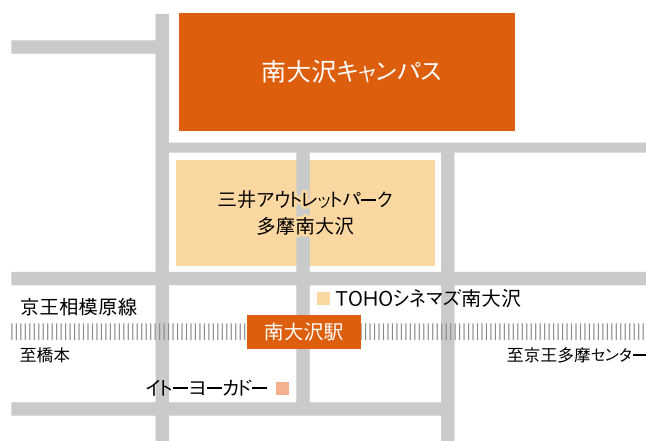 南大沢キャンパス
三井アウトレットパーク
多摩南大沢
TOHOシネマズ南大沢
京王相模原線
南大沢駅
至橋本
至京王多摩センター
イトーヨーカドー